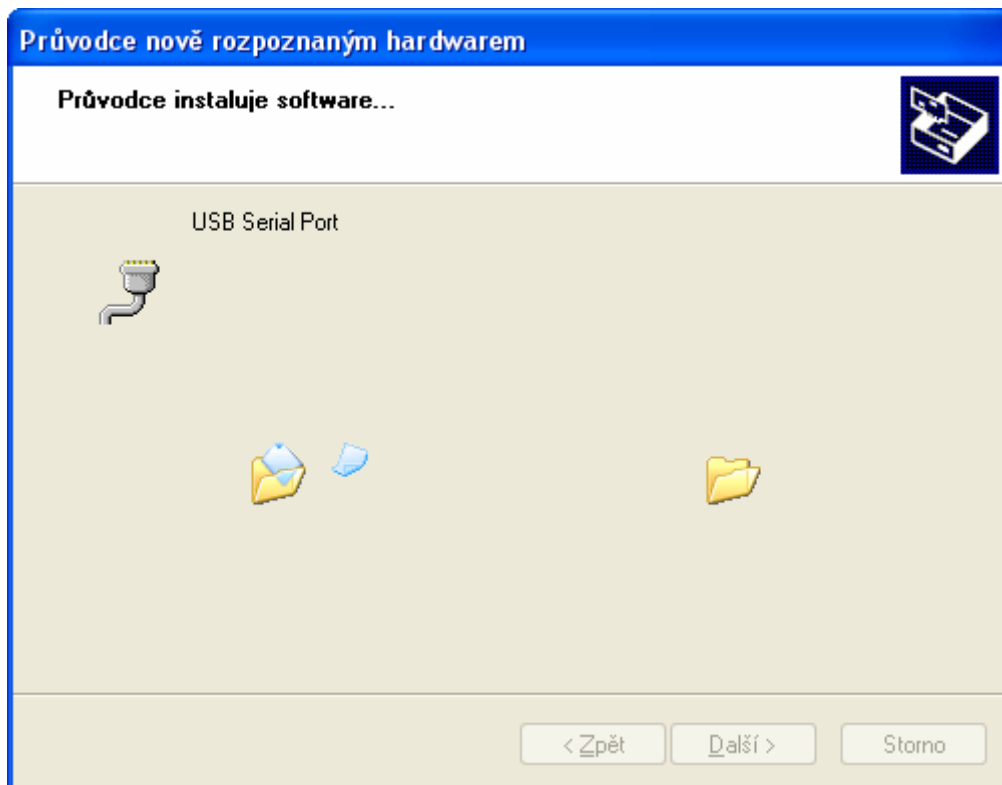 Průvodce nově rozpoznaným hardwarem
Průvodce instaluje software...
USB Serial Port
< Zpět
Další >
Storno